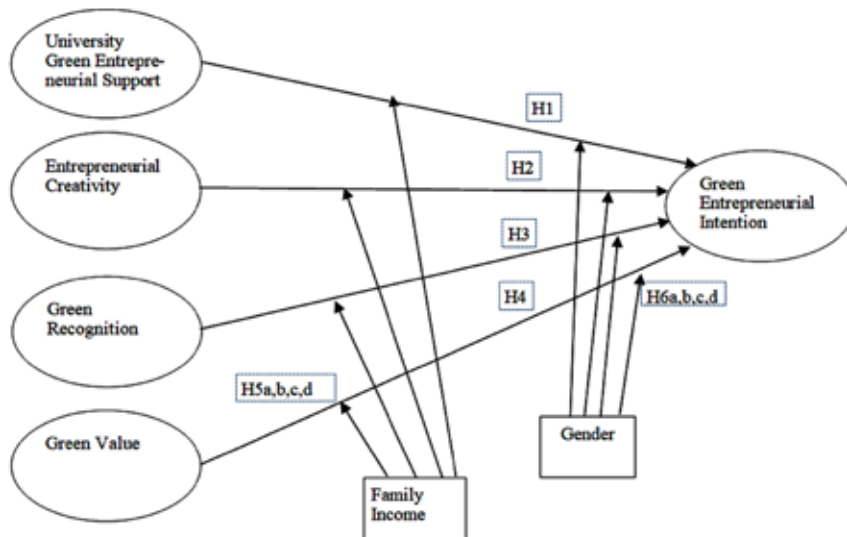 University
Green Entrepre-
neurial Support
H1
Entrepreneurial
Creativity
H2
Green
Entrepreneurial
Intention
H3
Green
Recognition
H4
H6a,b,c,d
H5a,b,c,d
Green Value
Gender
Family
Income